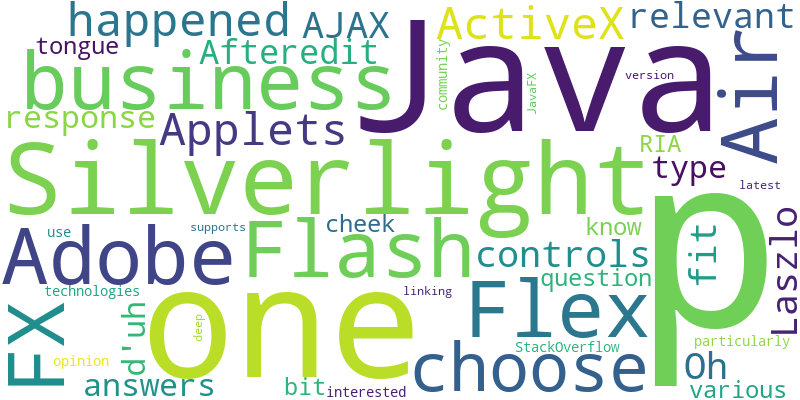 happened
AJAX
ActiveX
relevant
tongue
Afteredit
community
Java
version
JavaFX
Air
business
response
Applets
RIA
type
latest
Silverlight
p
cheek
know
use
supports
Adobe
Flash
controls
fit
Laszlo
question
technologies
linking
FX
d'uh
one
deep
Flex
StackOverflow
particularly
opinion
answers
bit
interested
choose
Oh
various